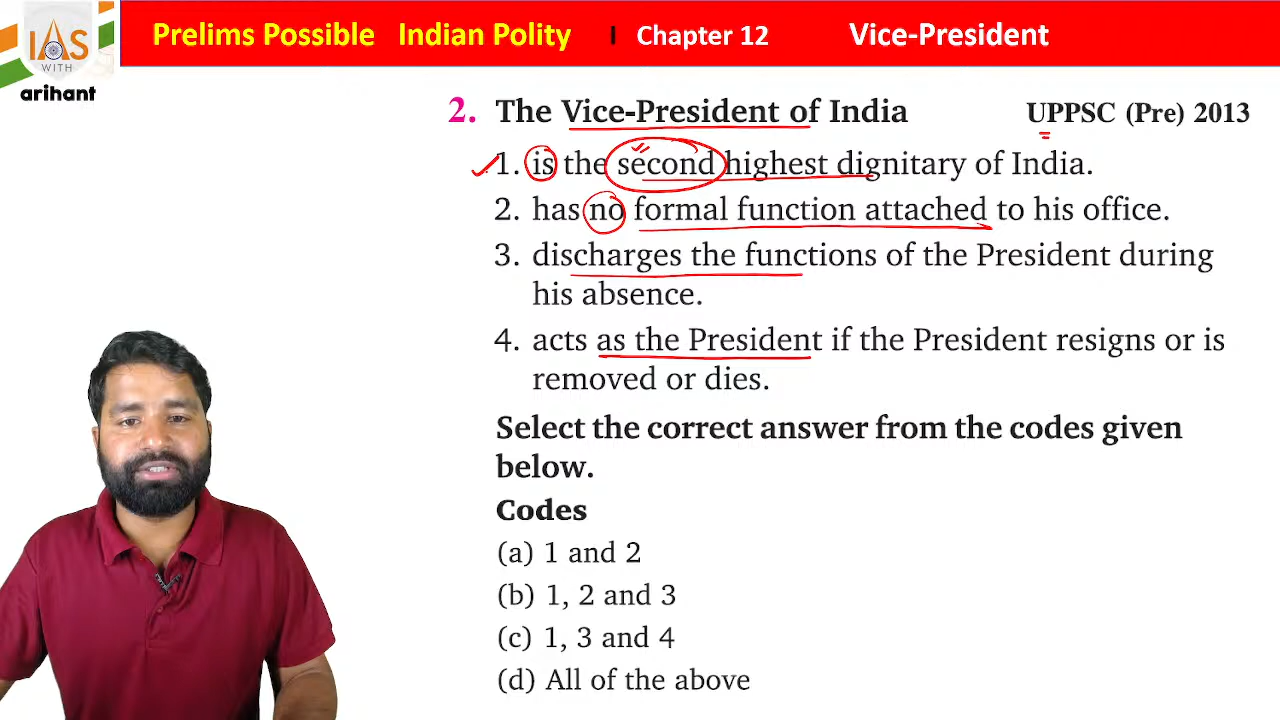 Prelims Possible Indian Polity | Chapter 12 Vice-President
IAS
WITH
arihant
2. The Vice-President of India UPPSC (Pre) 2013
1. is the second highest dignitary of India.
2. has no formal function attached to his office.
3. discharges the functions of the President during
his absence.
4. acts as the President if the President resigns or is
removed or dies.
Select the correct answer from the codes given
below.
Codes
(a) 1 and 2
(b) 1, 2 and 3
(c) 1, 3 and 4
(d) All of the above